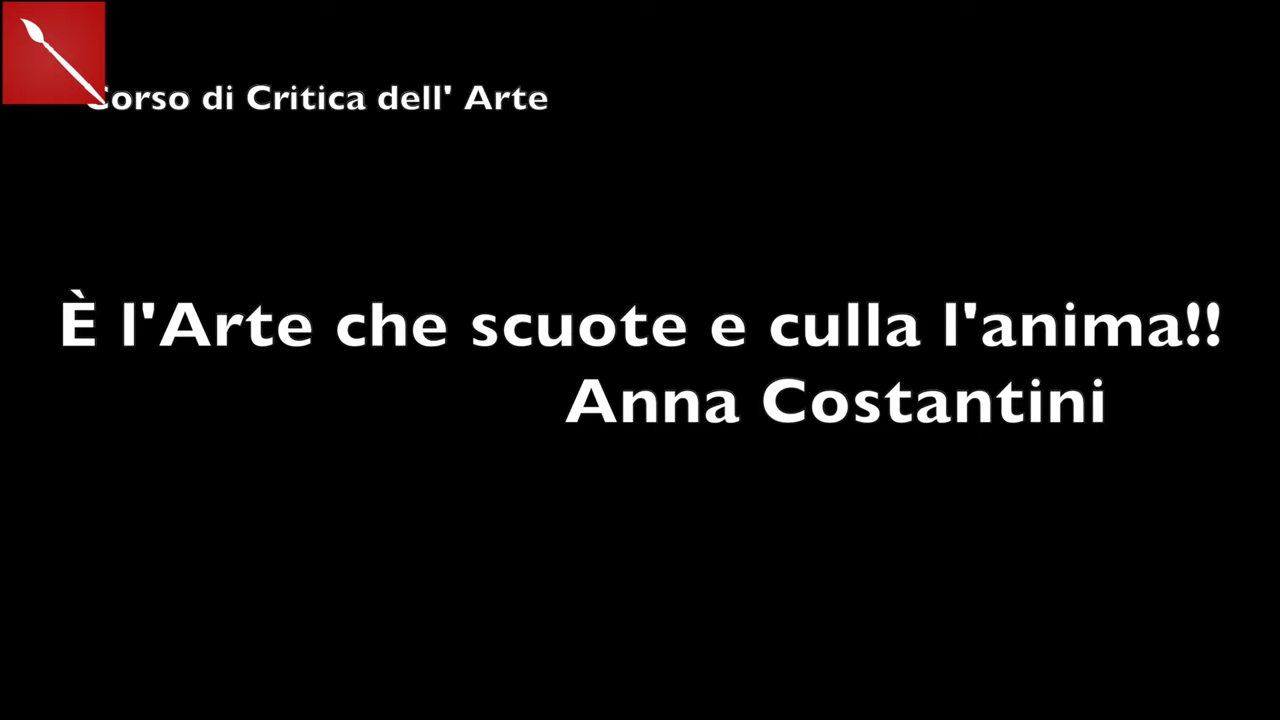 Corso di Critica dell' Arte
È l'Arte che scuote e culla l'anima!!
Anna Costantini